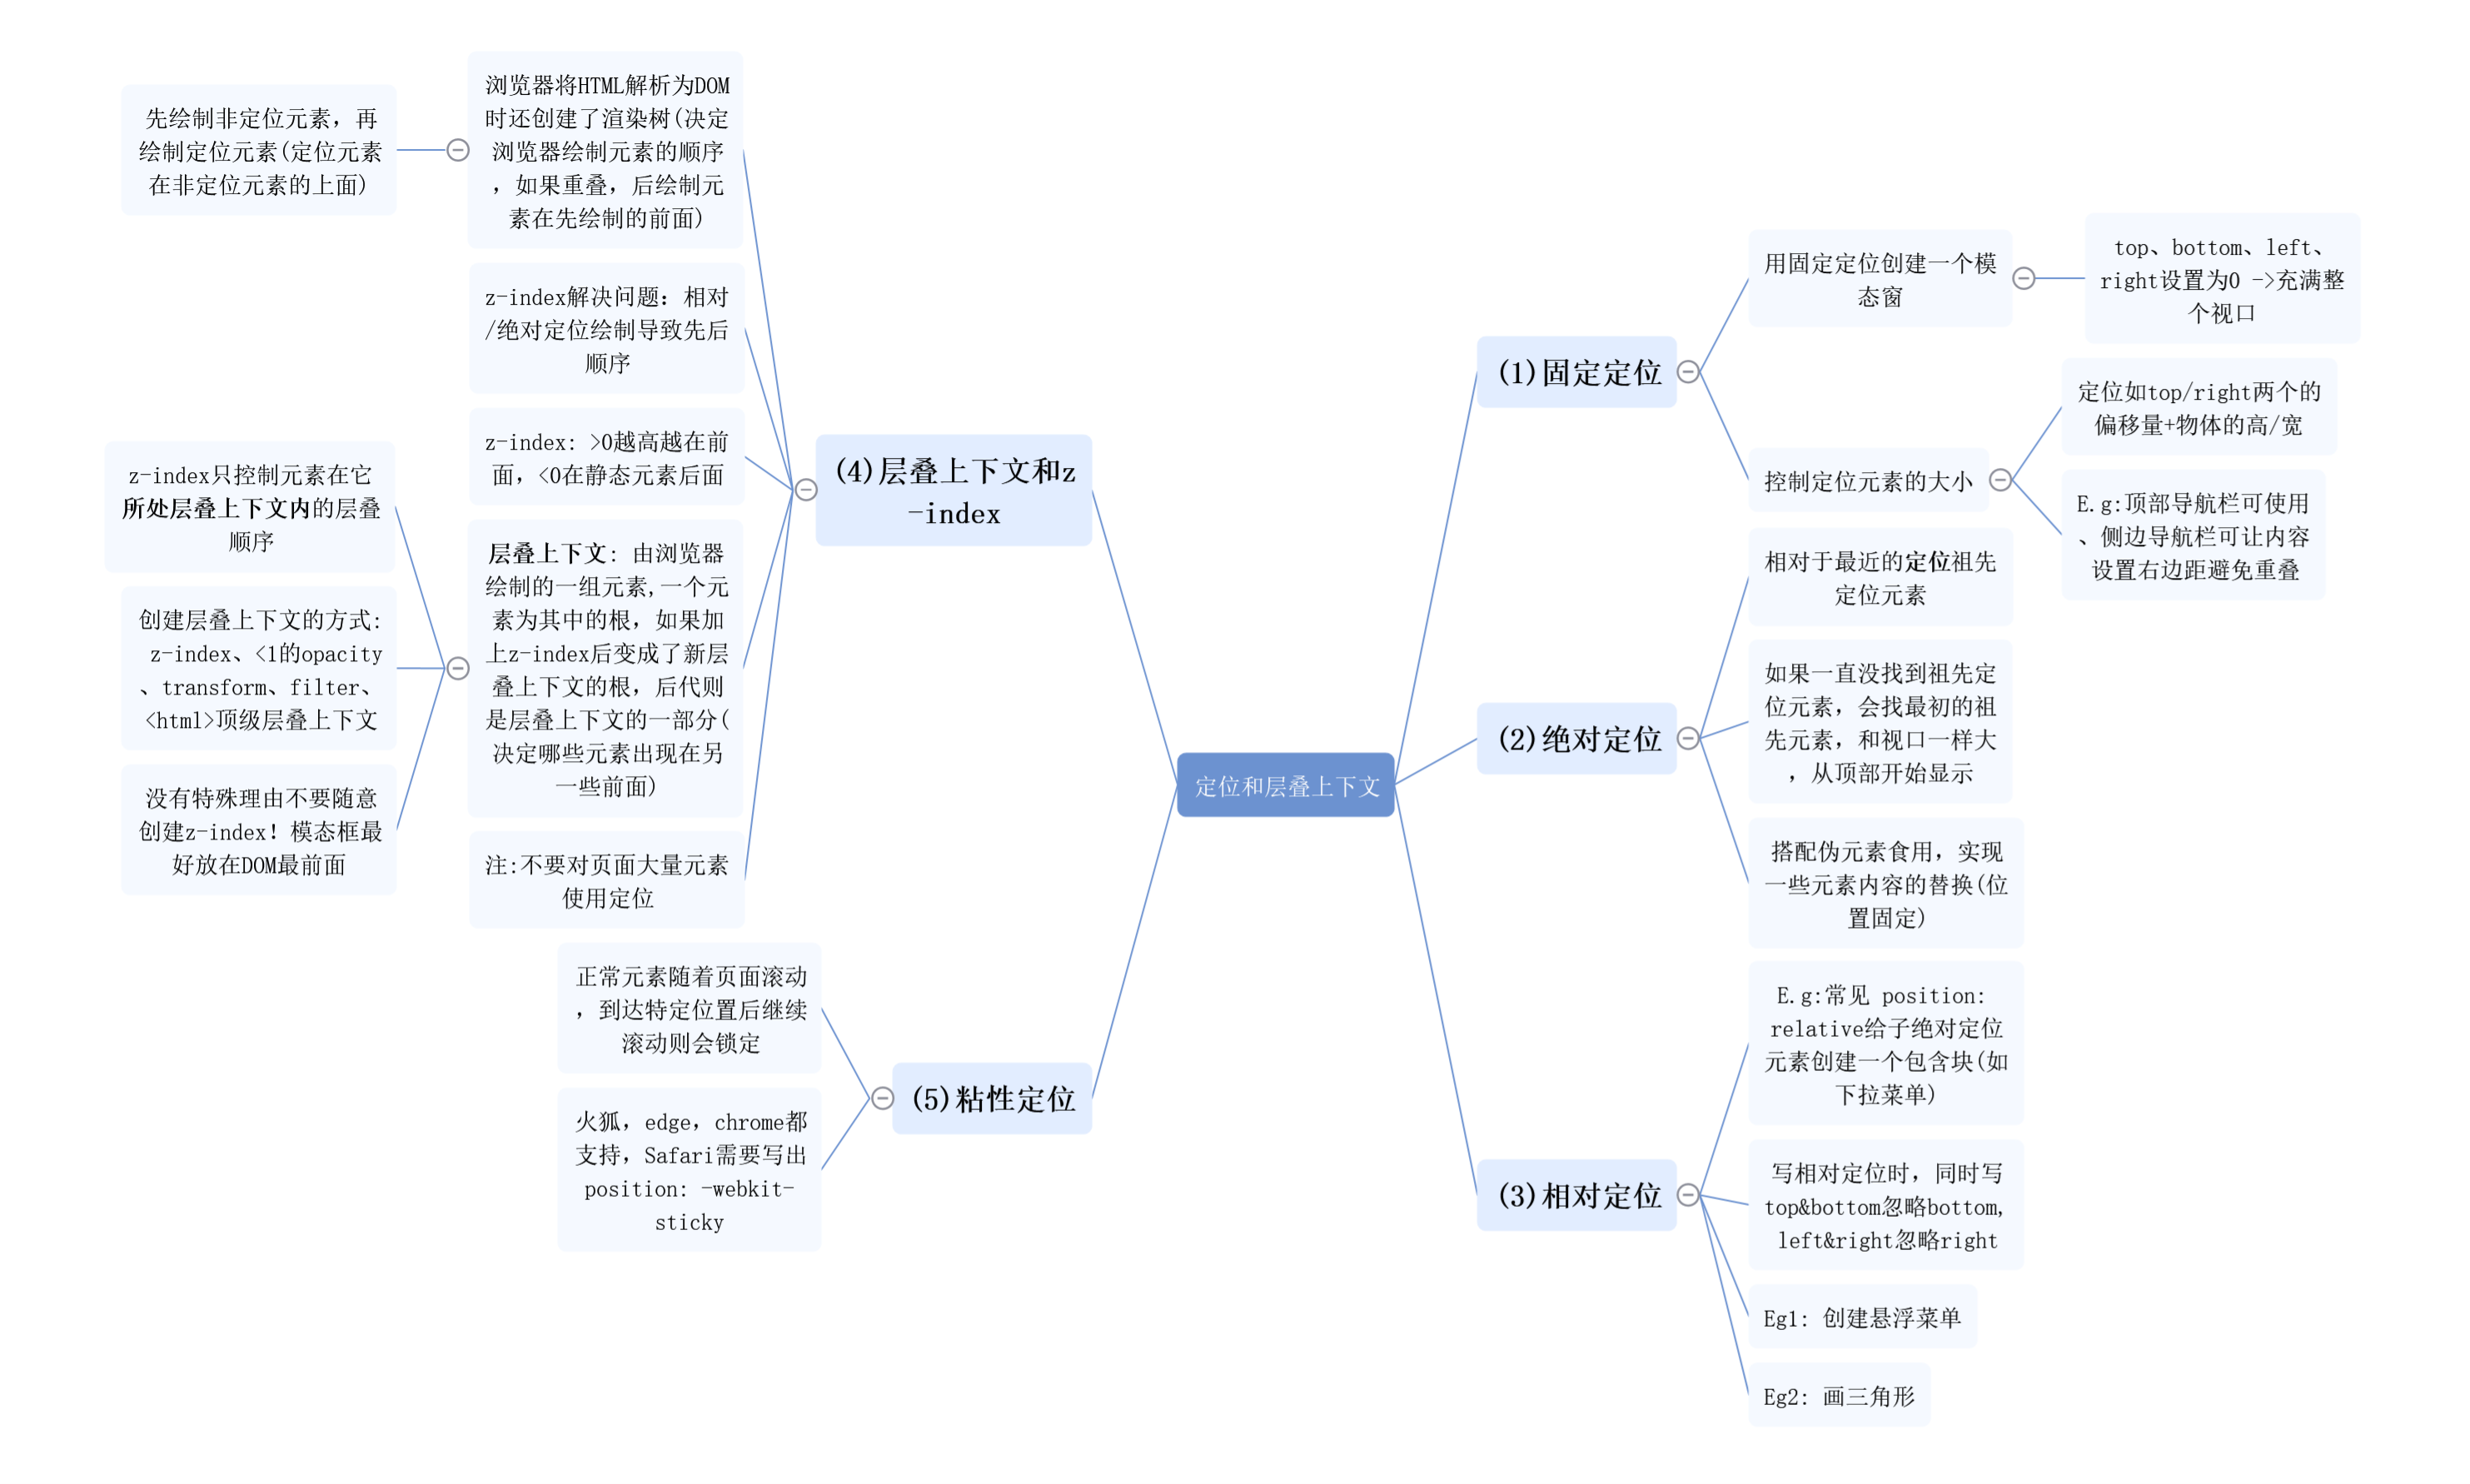 定位和层叠上下文
(1)固定定位
用固定定位创建一个模
态窗
top、bottom、left、
right设置为0 ->充满整
个视口
控制定位元素的大小
定位如top/right两个的
偏移量+物体的高/宽
E.g:顶部导航栏可使用
、侧边导航栏可让内容
设置右边距避免重叠
(2)绝对定位
相对于最近的定位祖先
定位元素
如果一直没找到祖先定
位元素，会找最初的祖
先元素，和视口一样大
，从顶部开始显示
搭配伪元素食用，实现
一些元素内容的替换(位
置固定)
(3)相对定位
E.g:常见 position:
relative给子绝对定位
元素创建一个包含块(如
下拉菜单)
写相对定位时，同时写
top&bottom忽略bottom,
left&right忽略right
Eg1: 创建悬浮菜单
Eg2: 画三角形
(4)层叠上下文和z
-index
浏览器将HTML解析为DOM
时还创建了渲染树(决定
浏览器绘制元素的顺序
，如果重叠，后绘制元
素在先绘制的前面)
先绘制非定位元素，再
绘制定位元素(定位元素
在非定位元素的上面)
z-index解决问题：相对
/绝对定位绘制导致先后
顺序
z-index: >0越高越在前
面，<0在静态元素后面
层叠上下文: 由浏览器
绘制的一组元素,一个元
素为其中的根，如果加
上z-index后变成了新层
叠上下文的根，后代则
是层叠上下文的一部分(
决定哪些元素出现在另
一些前面)
z-index只控制元素在它
所处层叠上下文内的层叠
顺序
创建层叠上下文的方式:
z-index、<1的opacity
、transform、filter、
<html>顶级层叠上下文
没有特殊理由不要随意
创建z-index！模态框最
好放在DOM最前面
注:不要对页面大量元素
使用定位
(5)粘性定位
正常元素随着页面滚动
，到达特定位置后继续
滚动则会锁定
火狐，edge，chrome都
支持，Safari需要写出
position: -webkit-
sticky